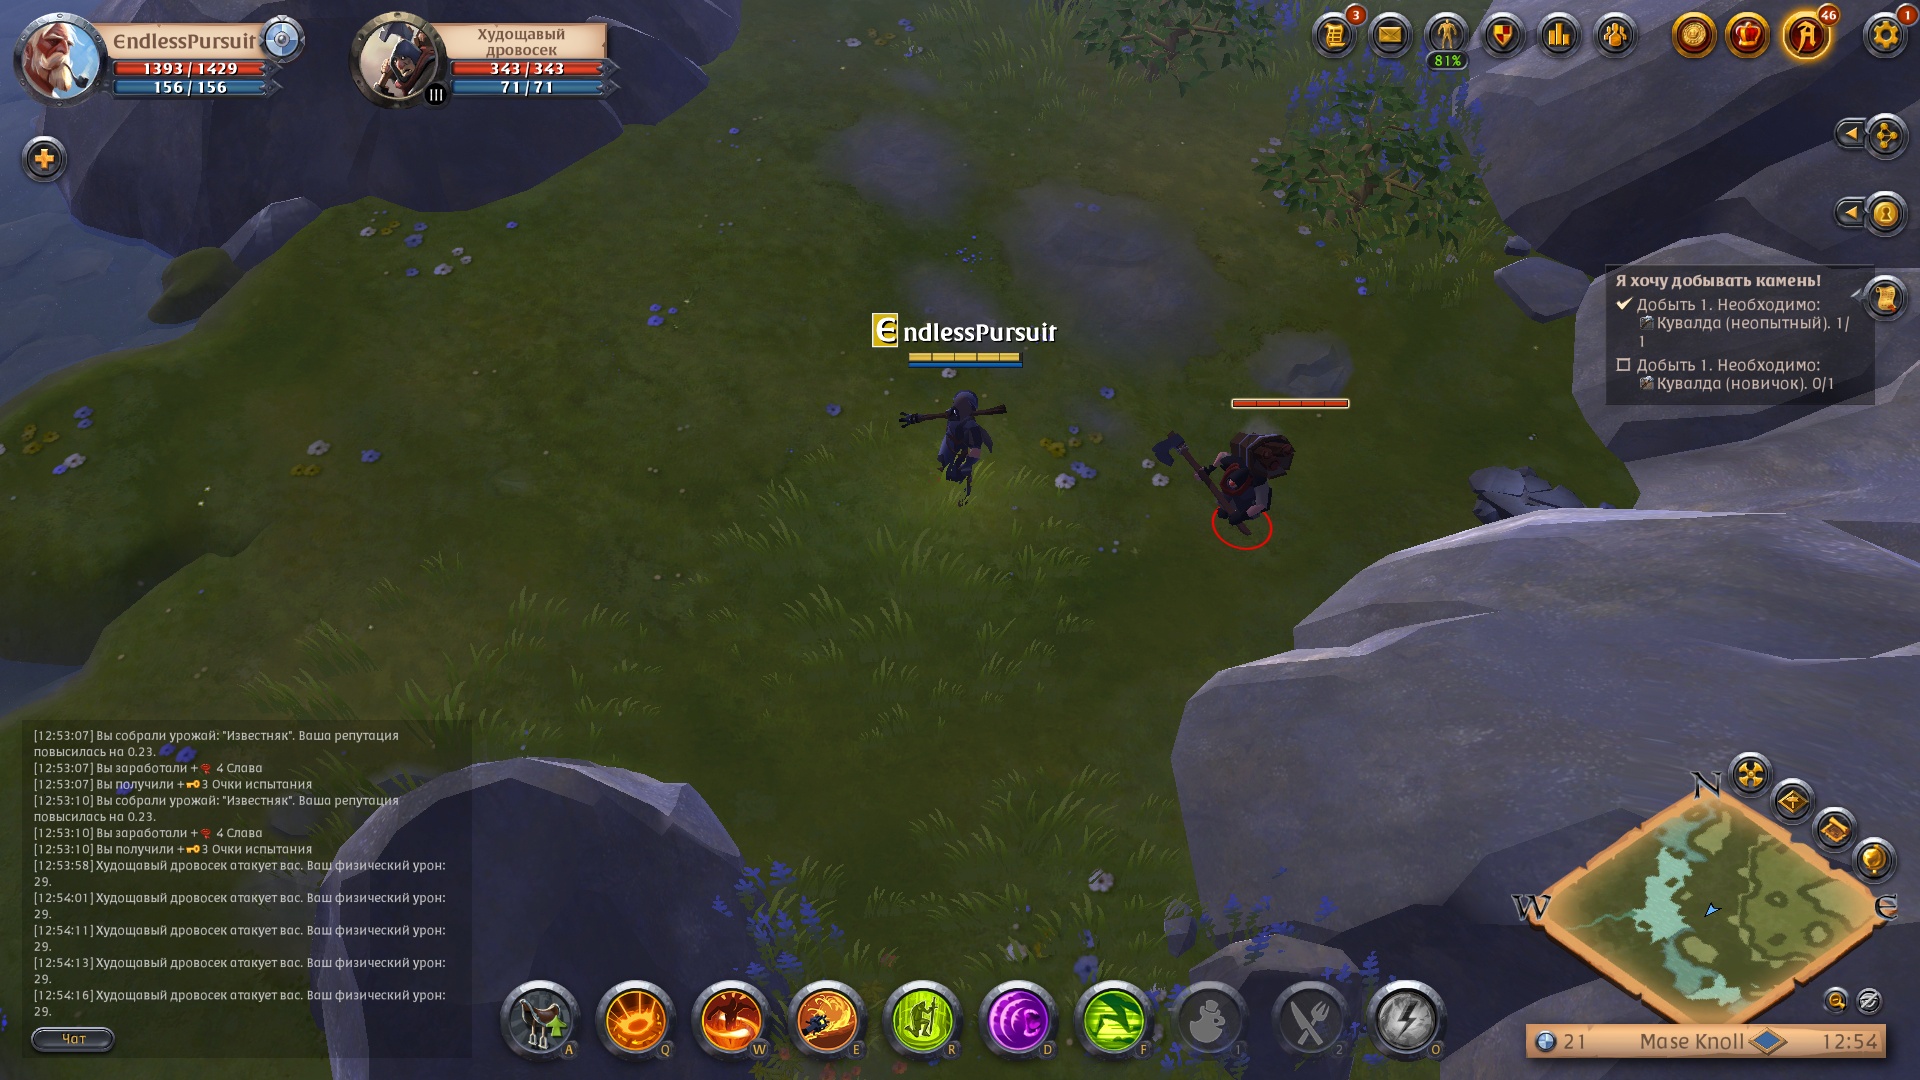 ЄndlessPursuit
1393 / 1429
156 / 156
Худощавый
дровосек
343/343
71/71
III
3
81%
46
1
Я хочу добывать камень!
Добыть 1. Необходимо:
Кувалда (неопытный). 1/
1
Добыть 1. Необходимо:
Кувалда (новичок). 0/1
ЄndlessPursuit
[12:53:07] Вы собрали урожай: "Известняк". Ваша репутация
повысилась на 0.23.
[12:53:07] Вы заработали + 4 Слава
[12:53:07] Вы получили + 3 Очки испытания
[12:53:10] Вы собрали урожай: "Известняк". Ваша репутация
повысилась на 0.23.
[12:53:10] Вы заработали + 4 Слава
[12:53:10] Вы получили + 3 Очки испытания
[12:53:58] Худощавый дровосек атакует вас. Ваш физический урон:
29.
[12:54:01] Худощавый дровосек атакует вас. Ваш физический урон:
29.
[12:54:11] Худощавый дровосек атакует вас. Ваш физический урон:
29.
[12:54:13] Худощавый дровосек атакует вас. Ваш физический урон:
29.
[12:54:16] Худощавый дровосек атакует вас. Ваш физический урон:
29.
Чат
A
Q
W
E
R
D
F
1
2
O
N
W
Є
21
Mase Knoll
12:54